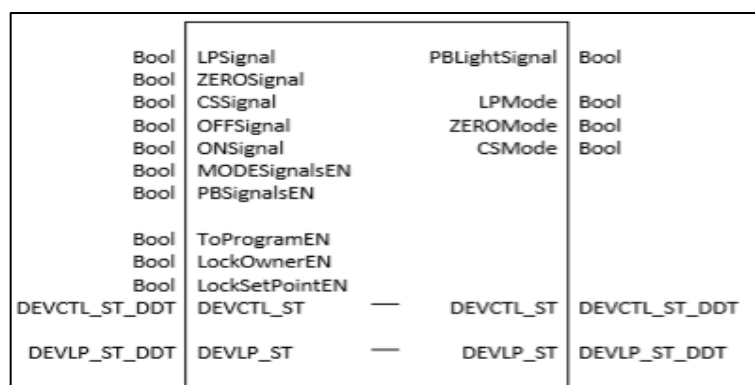 Bool LPSignal PBLightSignal Bool
Bool ZEROSignal
Bool CSSignal LPMode Bool
Bool OFFSignal ZEROMode Bool
Bool ONSignal CSMode Bool
Bool MODESignalsEN
Bool PBSignalsEN
Bool ToProgramEN
Bool LockOwnerEN
Bool LockSetPointEN
DEVCTL_ST_DDT DEVCTL_ST — DEVCTL_ST DEVCTL_ST_DDT
DEVLP_ST_DDT DEVLP_ST — DEVLP_ST DEVLP_ST_DDT